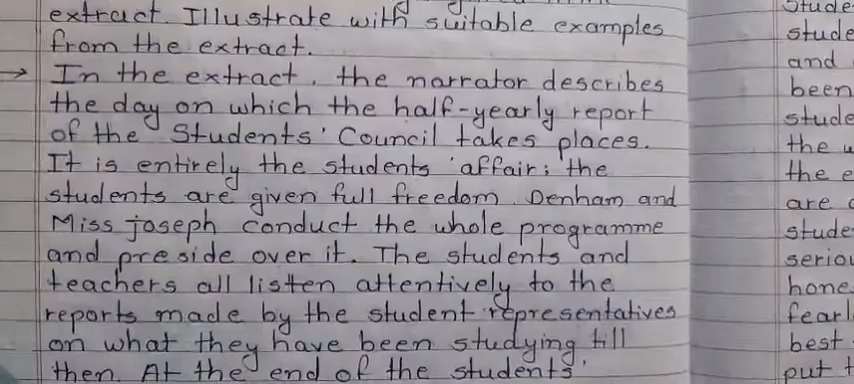 extract. Illustrate with suitable examples
from the extract.
→ In the extract, the narrator describes
the day on which the half-yearly report
of the Students' Council takes places.
It is entirely the students 'affair; the
students are given full freedom. Denham and
Miss joseph conduct the whole programme
and preside over it. The students and
teachers all listten attentively to the
reports made by the student representatives
on what they have been studying till
then. At the end of the students'
stude
stude
and
been
stude
the
the e
are
stude
seriou
hone
fearl
best
put t